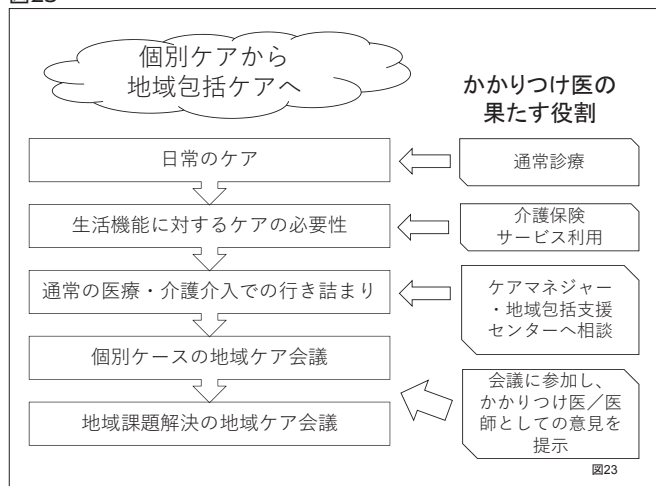 個別ケアから
地域包括ケアへ
かかりつけ医の
果たす役割
日常のケア
通常診療
生活機能に対するケアの必要性
介護保険
サービス利用
通常の医療・介護介入での行き詰まり
ケアマネジャー
・地域包括支援
センターへ相談
個別ケースの地域ケア会議
地域課題解決の地域ケア会議
会議に参加し、
かかりつけ医／医
師としての意見を
提示
図23